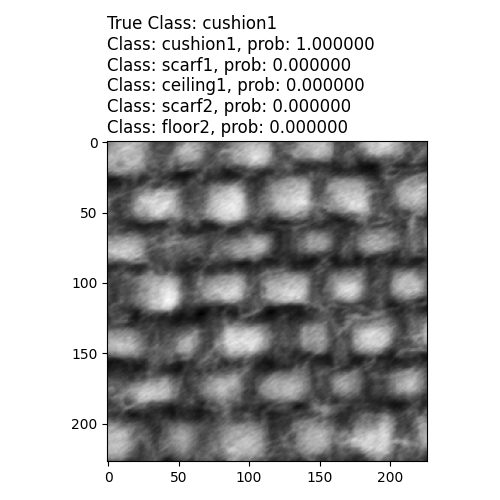 True Class: cushion1
Class: cushion1, prob: 1.000000
Class: scarf1, prob: 0.000000
Class: ceiling1, prob: 0.000000
Class: scarf2, prob: 0.000000
Class: floor2, prob: 0.000000
0
50
100
150
200
0 50 100 150 200